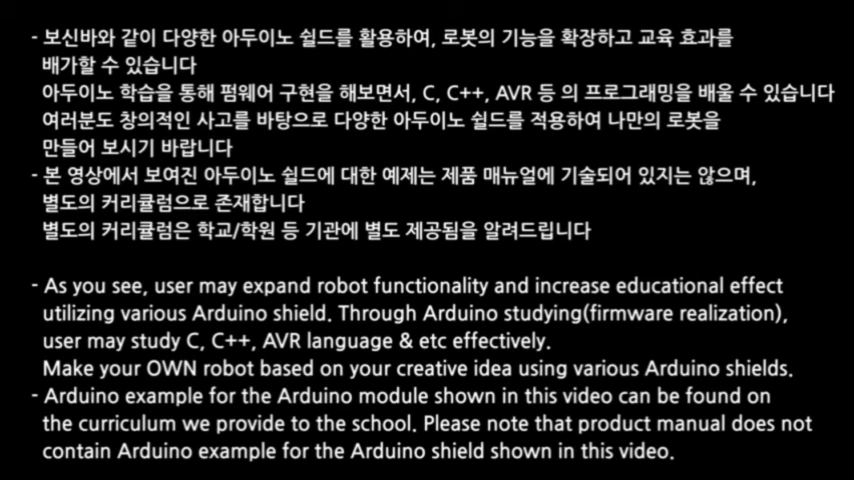 - 보신바와 같이 다양한 아두이노 쉴드를 활용하여, 로봇의 기능을 확장하고 교육 효과를
배가할 수 있습니다
아두이노 학습을 통해 펌웨어 구현을 해보면서, C, C++, AVR 등 의 프로그래밍을 배울 수 있습니다
여러분도 창의적인 사고를 바탕으로 다양한 아두이노 쉴드를 적용하여 나만의 로봇을
만들어 보시기 바랍니다
- 본 영상에서 보여진 아두이노 쉴드에 대한 예제는 제품 매뉴얼에 기술되어 있지는 않으며,
별도의 커리큘럼으로 존재합니다
별도의 커리큘럼은 학교/학원 등 기관에 별도 제공됨을 알려드립니다
- As you see, user may expand robot functionality and increase educational effect
utilizing various Arduino shield. Through Arduino studying(firmware realization),
user may study C, C++, AVR language & etc effectively.
Make your OWN robot based on your creative idea using various Arduino shields.
- Arduino example for the Arduino module shown in this video can be found on
the curriculum we provide to the school. Please note that product manual does not
contain Arduino example for the Arduino shield shown in this video.